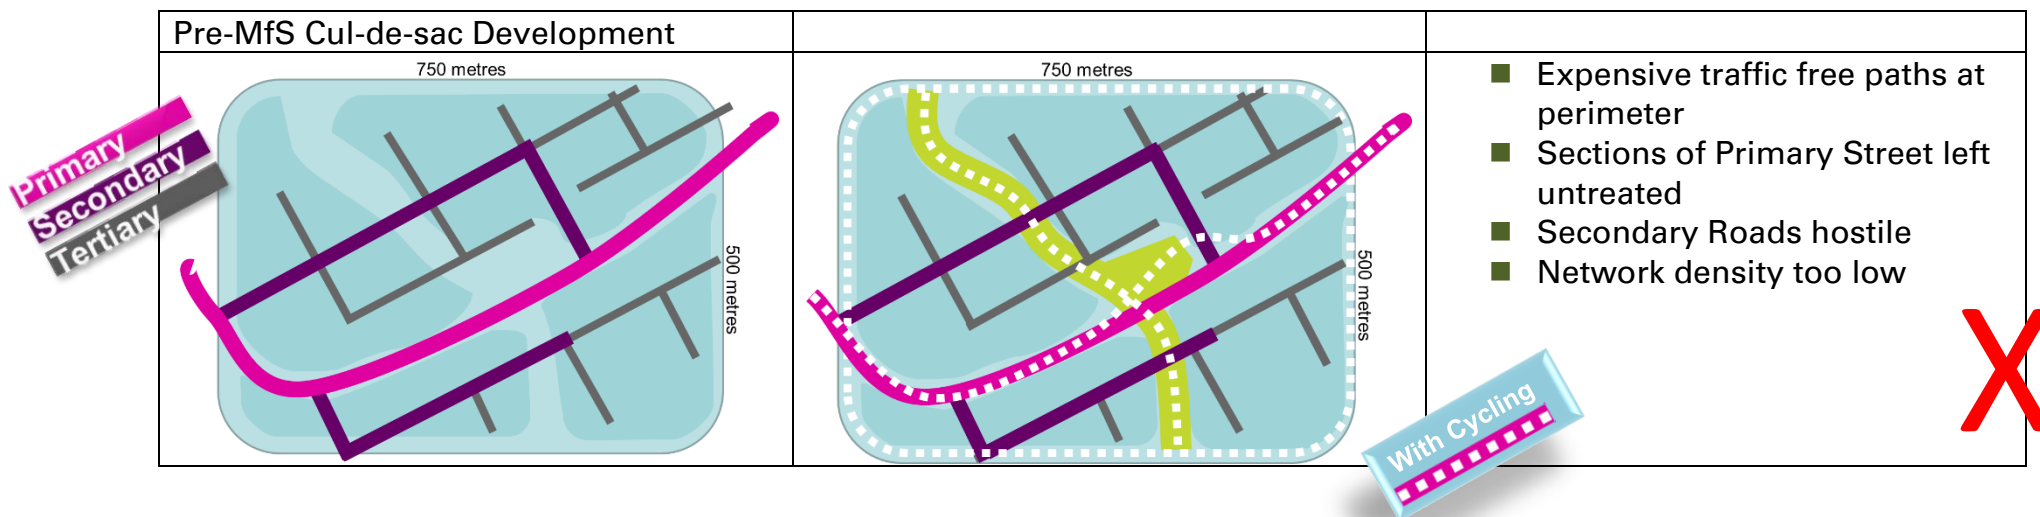 Pre-MfS Cul-de-sac Development
750 metres
500 metres
Primary
Secondary
Tertiary
750 metres
500 metres
With Cycling
Expensive traffic free paths at
perimeter
Sections of Primary Street left
untreated
Secondary Roads hostile
Network density too low
X